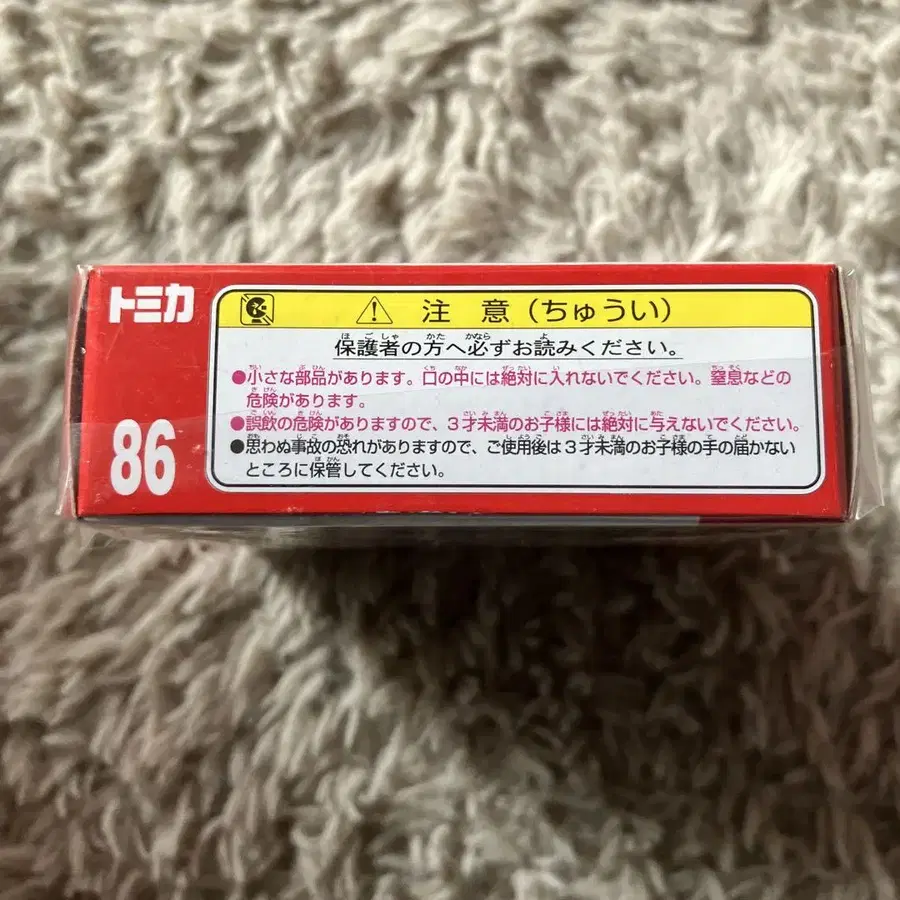 トミカ
86
⚠ 注意(ちゅうい)
保護者の方へ必ずお読みください。
●小さな部品があります。口の中には絶対に入れないでください。窒息などの
危険があります。
●誤飲の危険がありますので、3才未満のお子様には絶対に与えないでください。
●思わぬ事故の恐れがありますので、ご使用後は3才未満のお子様の手の届かない
ところに保管してください。